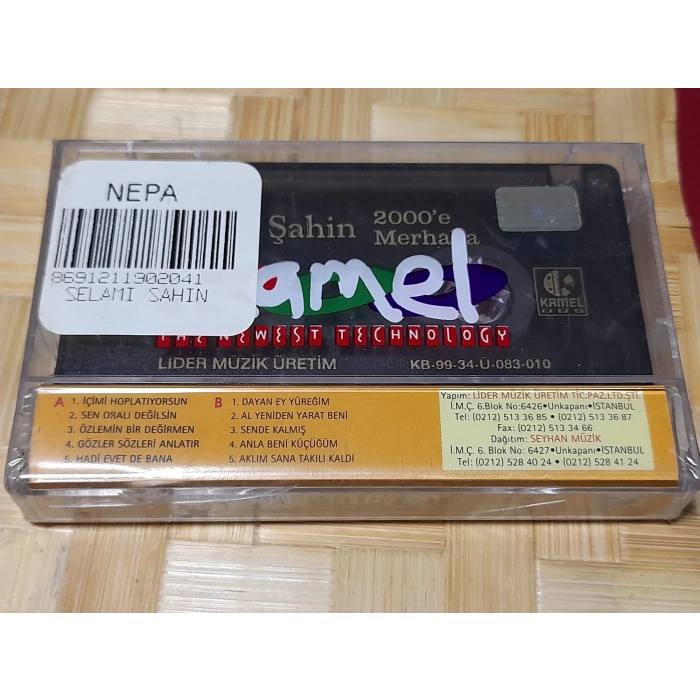 NEPA
8691211902041
SELAMI SAHIN
Şahin 2000'e
Merhaba
Kamel
THE NEWEST TECHNOLOGY
LİDER MÜZİK ÜRETİM KB-99-34-Ü-083-010
KAMEL
A 1. İÇİMİ HOPLATIYORSUN
2. SEN ORALI DEĞİLSİN
3. ÖZLEMİN BİR DEĞİRMEN
4. GÖZLER SÖZLERİ ANLATIR
5. HADİ EVET DE BANA
B 1. DAYAN EY YÜREĞİM
2. AL YENİDEN YARAT BENİ
3. SENDE KALMIŞ
4. ANLA BENİ KÜÇÜĞÜM
5. AKLIM SANA TAKILI KALDI
Yapım: LİDER MÜZİK ÜRETİM TİC.PAZ.LTD.ŞTİ.
İ.M.Ç. 6.Blok No:6426•Unkapanı•İSTANBUL
Tel: (0212) 513 36 85 • (0212) 513 36 87
Fax: (0212) 513 34 66
Dağıtım: SEYHAN MÜZİK
İ.M.Ç. 6. Blok No: 6427•Unkapanı•İSTANBUL
Tel: (0212) 528 40 24 • (0212) 528 41 24